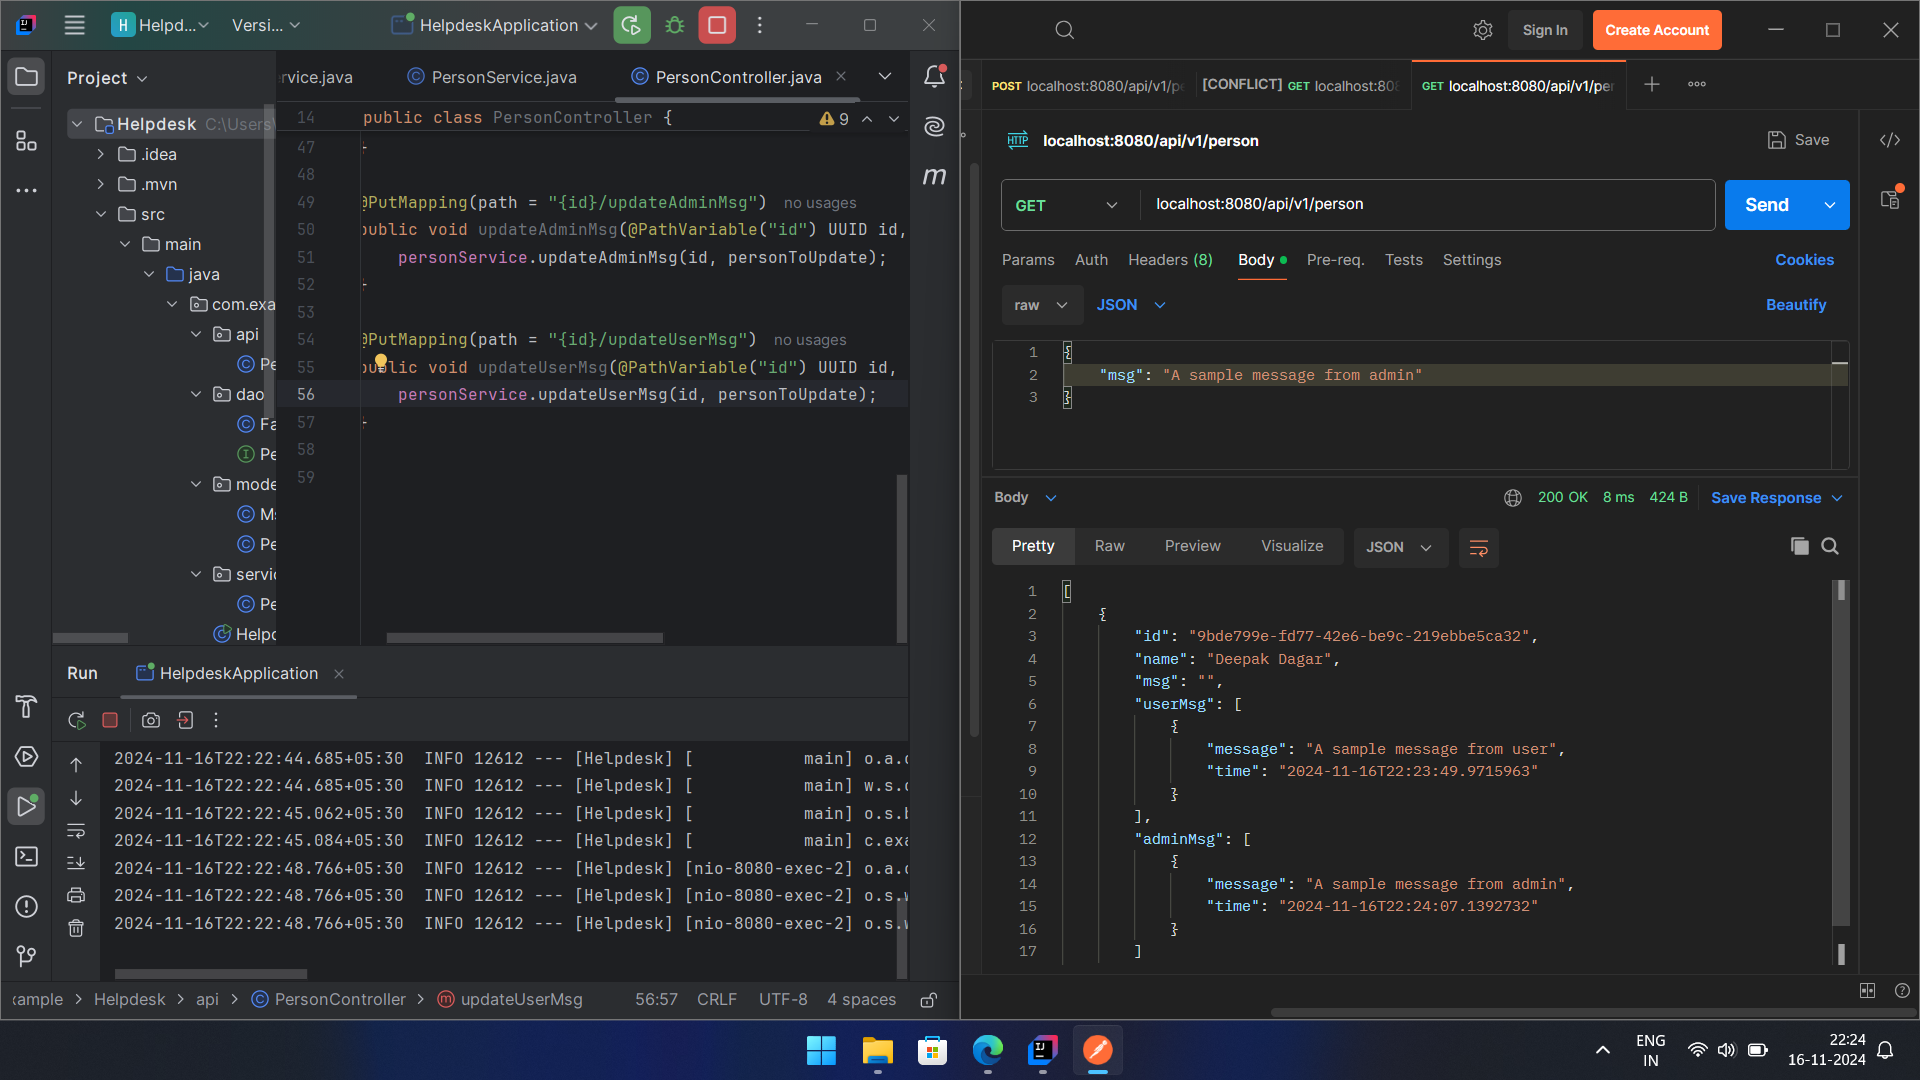 H Helpd... Versi... HelpdeskApplication
Project
rvice.java PersonService.java PersonController.java
Helpdesk C:\Users\
.idea
.mvn
src
main
java
com.exa
api
Pe
dao
Fa
Pe
mode
Ms
Pe
servic
Pe
Helpd
14 public class PersonController { 9
47 }
48
49 @PutMapping(path = "{id}/updateAdminMsg") no usages
50 public void updateAdminMsg(@PathVariable("id") UUID id,
51 personService.updateAdminMsg(id, personToUpdate);
52 }
53
54 @PutMapping(path = "{id}/updateUserMsg") no usages
55 public void updateUserMsg(@PathVariable("id") UUID id,
56 personService.updateUserMsg(id, personToUpdate);
57 }
58
59
m
Run HelpdeskApplication
2024-11-16T22:22:44.685+05:30 INFO 12612 --- [Helpdesk] [ main] o.a.c
2024-11-16T22:22:44.685+05:30 INFO 12612 --- [Helpdesk] [ main] w.s.c
2024-11-16T22:22:45.062+05:30 INFO 12612 --- [Helpdesk] [ main] o.s.b
2024-11-16T22:22:45.084+05:30 INFO 12612 --- [Helpdesk] [ main] c.exa
2024-11-16T22:22:48.766+05:30 INFO 12612 --- [Helpdesk] [nio-8080-exec-2] o.a.c
2024-11-16T22:22:48.766+05:30 INFO 12612 --- [Helpdesk] [nio-8080-exec-2] o.s.w
2024-11-16T22:22:48.766+05:30 INFO 12612 --- [Helpdesk] [nio-8080-exec-2] o.s.w
xample > Helpdesk > api > PersonController > updateUserMsg 56:57 CRLF UTF-8 4 spaces
Sign In Create Account
POST localhost:8080/api/v1/pe [CONFLICT] GET localhost:808 GET localhost:8080/api/v1/per
HTTP localhost:8080/api/v1/person Save
GET localhost:8080/api/v1/person Send
Params Auth Headers (8) Body Pre-req. Tests Settings Cookies
raw JSON Beautify
1 {
2 "msg": "A sample message from admin"
3 }
Body 200 OK 8 ms 424 B Save Response
Pretty Raw Preview Visualize JSON
1 [
2 {
3 "id": "9bde799e-fd77-42e6-be9c-219ebbe5ca32",
4 "name": "Deepak Dagar",
5 "msg": "",
6 "userMsg": [
7 {
8 "message": "A sample message from user",
9 "time": "2024-11-16T22:23:49.9715963"
10 }
11 ],
12 "adminMsg": [
13 {
14 "message": "A sample message from admin",
15 "time": "2024-11-16T22:24:07.1392732"
16 }
17 ]
ENG
IN
22:24
16-11-2024